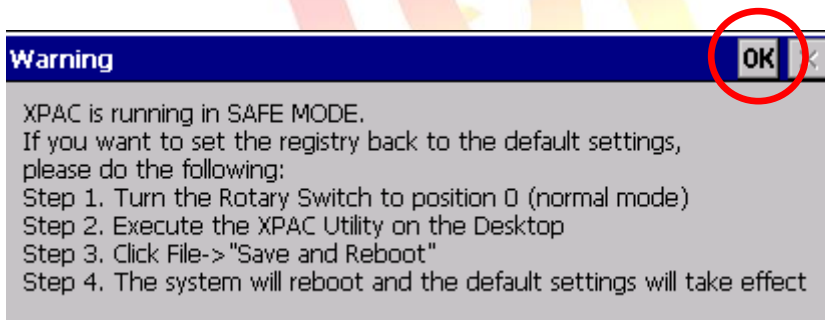 Warning OK
XPAC is running in SAFE MODE.
If you want to set the registry back to the default settings,
please do the following:
Step 1. Turn the Rotary Switch to position 0 (normal mode)
Step 2. Execute the XPAC Utility on the Desktop
Step 3. Click File->"Save and Reboot"
Step 4. The system will reboot and the default settings will take effect